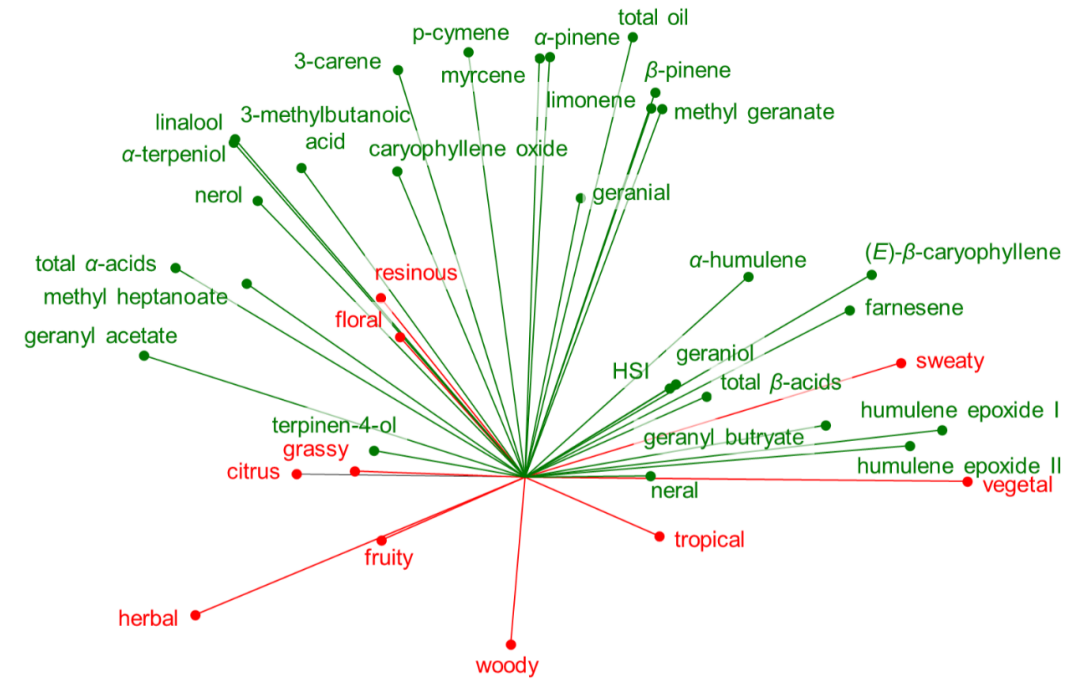 total oil
p-cymene
α-pinene
3-carene
myrcene
β-pinene
limonene
methyl geranate
linalool
3-methylbutanoic
acid
α-terpeniol
caryophyllene oxide
nerol
geranial
total α-acids
resinous
α-humulene
(E)-β-caryophyllene
methyl heptanoate
farnesene
floral
geranyl acetate
geraniol
sweaty
HSI
total β-acids
terpinen-4-ol
humulene epoxide I
grassy
geranyl butryate
citrus
humulene epoxide II
neral
vegetal
tropical
fruity
herbal
woody